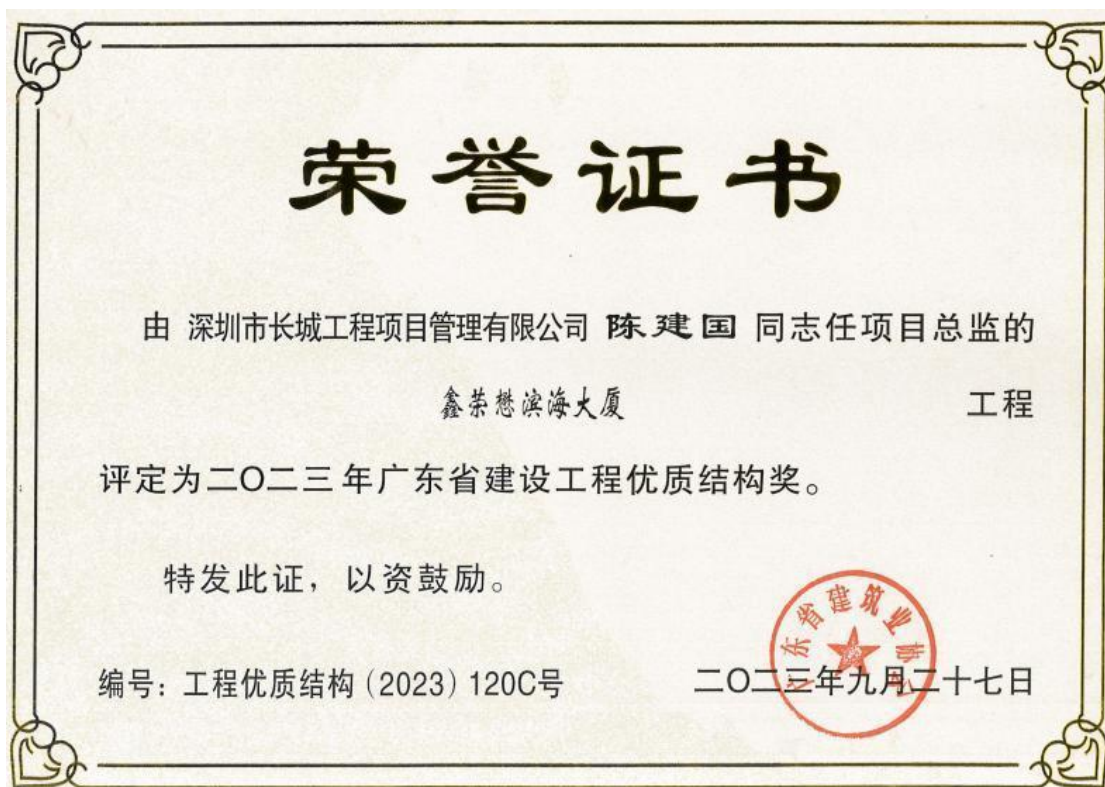 荣誉证书
由 深圳市长城工程项目管理有限公司 陈建国 同志任项目总监的
鑫荣懋滨海大厦 工程
评定为二〇二三年广东省建设工程优质结构奖。
特发此证，以资鼓励。
广东省建筑业协会
编号：工程优质结构（2023）120C号 二〇二三年九月二十七日